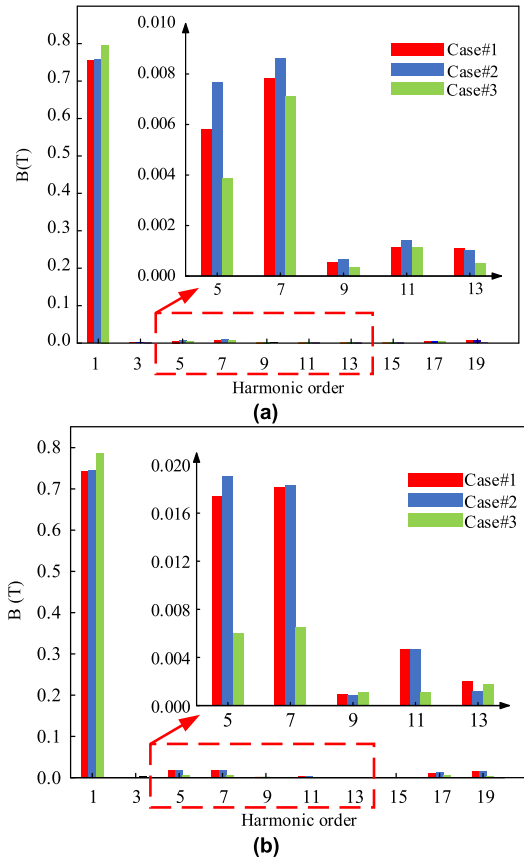 0.8
0.7
0.6
0.5
0.4
0.3
0.2
0.1
0.0
B(T)
0.010
0.008
0.006
0.004
0.002
0.000
5 7 9 11 13
Case#1
Case#2
Case#3
1 3 5 7 9 11 13 15 17 19
Harmonic order
(a)
0.8
0.7
0.6
0.5
0.4
0.3
0.2
0.1
0.0
B (T)
0.020
0.016
0.012
0.008
0.004
0.000
5 7 9 11 13
Case#1
Case#2
Case#3
1 3 5 7 9 11 13 15 17 19
Harmonic order
(b)